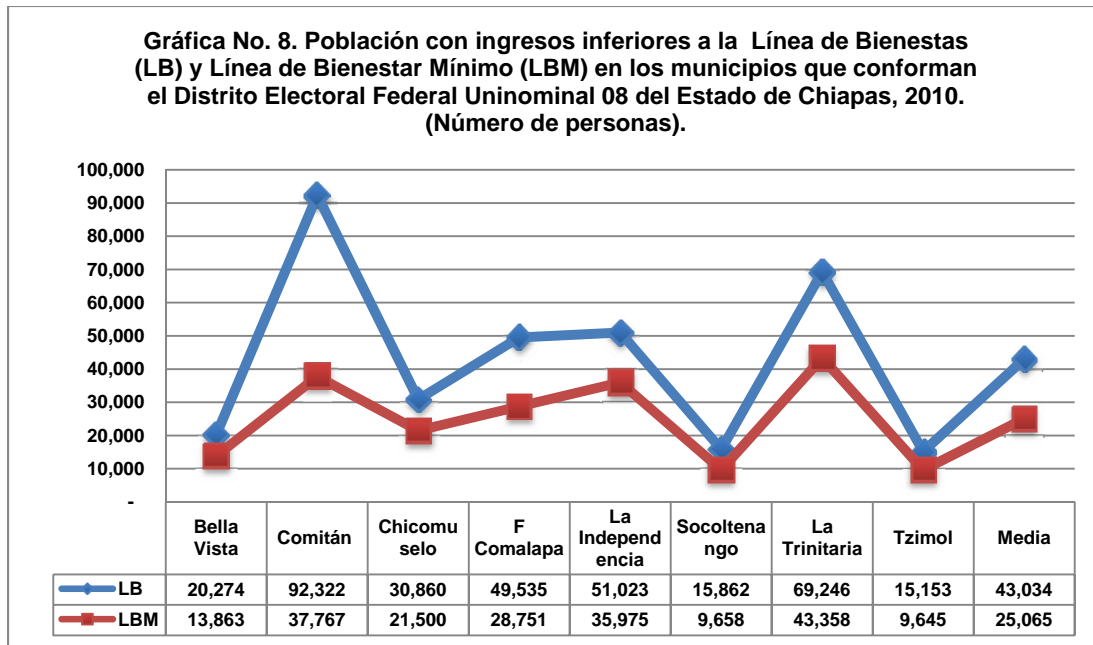 Gráfica No. 8. Población con ingresos inferiores a la Línea de Bienestas
(LB) y Línea de Bienestar Mínimo (LBM) en los municipios que conforman
el Distrito Electoral Federal Uninominal 08 del Estado de Chiapas, 2010.
(Número de personas).
100,000
90,000
80,000
70,000
60,000
50,000
40,000
30,000
20,000
10,000
-
Bella Vista Comitán Chicomu selo F Comalapa La Independ encia Socoltena ngo La Trinitaria Tzimol Media
LB 20,274 92,322 30,860 49,535 51,023 15,862 69,246 15,153 43,034
LBM 13,863 37,767 21,500 28,751 35,975 9,658 43,358 9,645 25,065